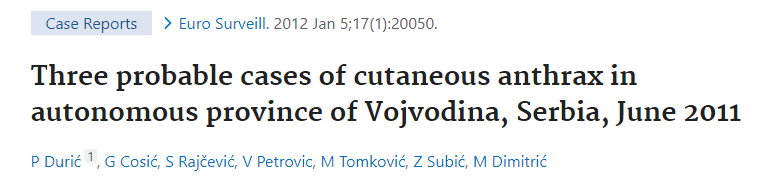 Case Reports > Euro Surveill. 2012 Jan 5;17(1):20050.
Three probable cases of cutaneous anthrax in
autonomous province of Vojvodina, Serbia, June 2011
P Durić 1, G Cosić, S Rajčević, V Petrovic, M Tomković, Z Subić, M Dimitrić